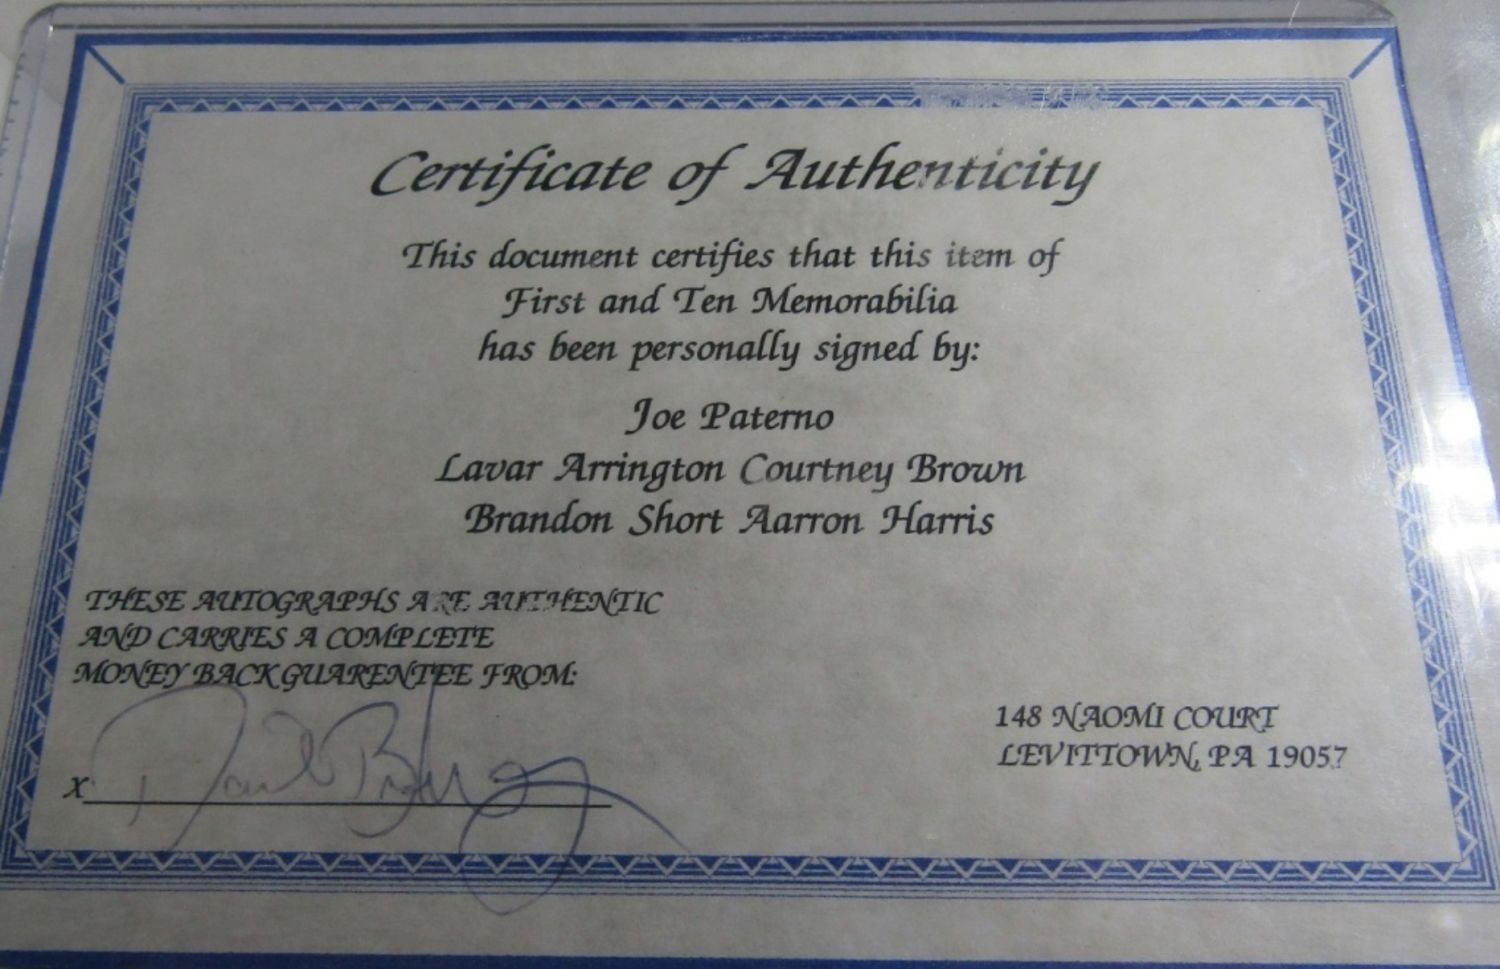 Certificate of Authenticity
This document certifies that this item of
First and Ten Memorabilia
has been personally signed by:
Joe Paterno
Lavar Arrington Courtney Brown
Brandon Short Aarron Harris
THESE AUTOGRAPHS ARE AUTHENTIC
AND CARRIES A COMPLETE
MONEY BACK GUARENTEE FROM:
148 NAOMI COURT
LEVITTOWN, PA 19057
X